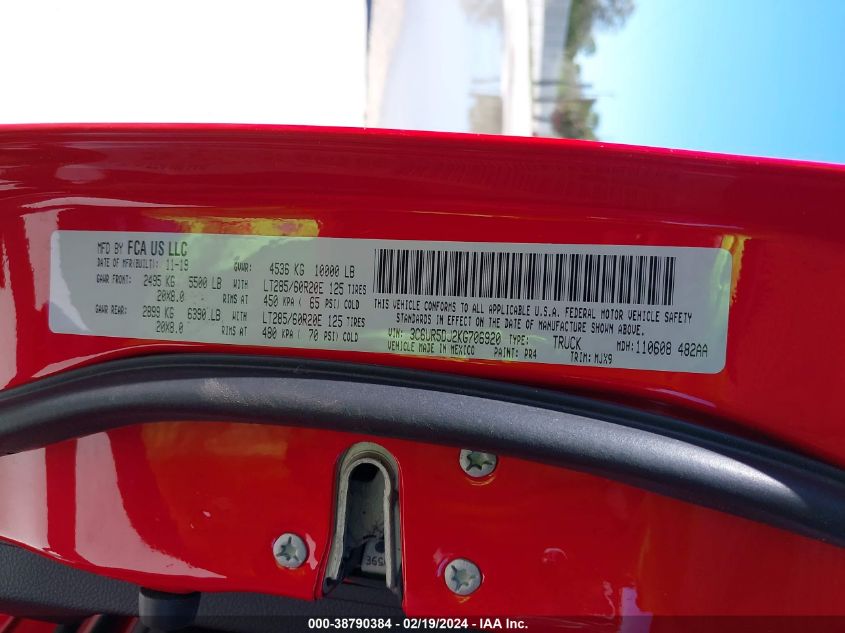 MFD BY FCA US LLC
DATE OF MFR(BUILT): 11-19 GVWR: 4536 KG 10000 LB
GAWR FRONT: 2495 KG 5500 LB WITH LT285/60R20E 125 TIRES
20X8.0 RIMS AT 450 KPA ( 65 PSI) COLD
GAWR REAR: 2899 KG 6390 LB WITH LT285/60R20E 125 TIRES
20X8.0 RIMS AT 480 KPA ( 70 PSI) COLD
THIS VEHICLE CONFORMS TO ALL APPLICABLE U.S.A. FEDERAL MOTOR VEHICLE SAFETY
STANDARDS IN EFFECT ON THE DATE OF MANUFACTURE SHOWN ABOVE.
VIN: 3C6UR5DJ2KG706920 TYPE: TRUCK MDH: 110608 482AA
VEHICLE MADE IN MEXICO PAINT: PR4 TRIM: MJX9
000-38790384 / 02/19/2024 - IAA Inc.